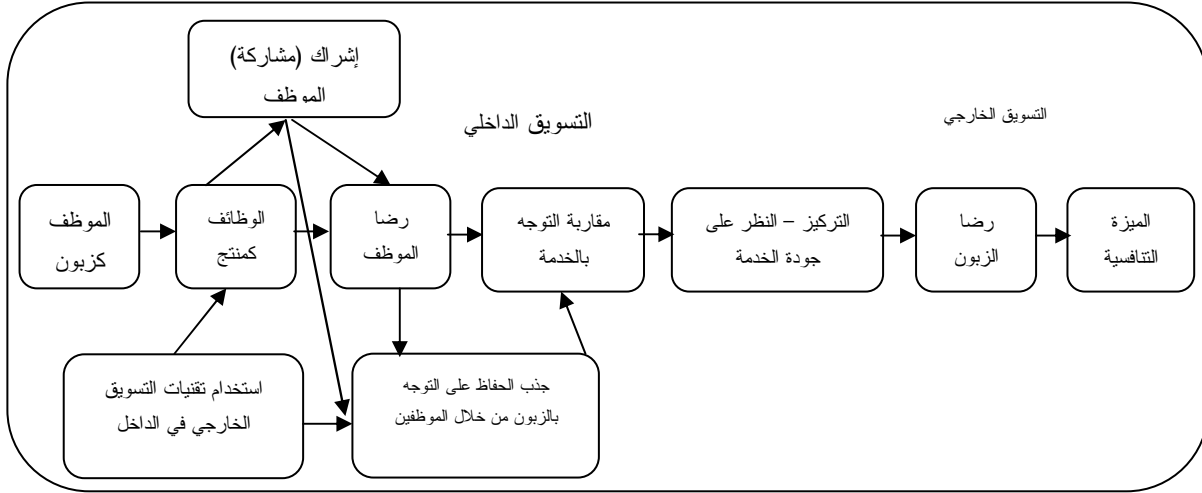 إشراك (مشاركة)
الموظف
التسويق الداخلي
التسويق الخارجي
الموظف
كزبون
الوظائف
كمنتج
رضا
الموظف
مقاربة التوجه
بالخدمة
التركيز – النظر على
جودة الخدمة
رضا
الزبون
الميزة
التنافسية
استخدام تقنيات التسويق
الخارجي في الداخل
جذب الحفاظ على التوجه
بالزبون من خلال الموظفين